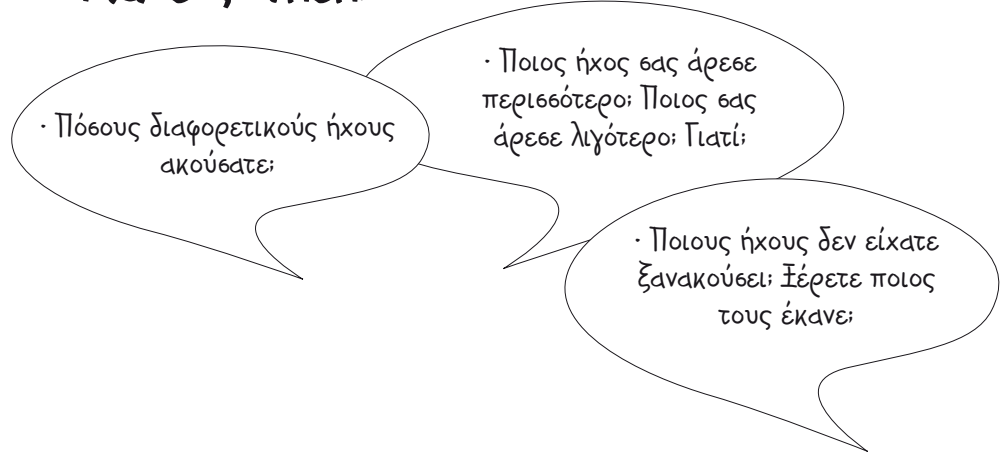 · Πόσους διαφορετικούς ήχους
ακούσατε;
· Ποιος ήχος σας άρεσε
περισσότερο; Ποιος σας
άρεσε λιγότερο; Γιατί;
· Ποιους ήχους δεν είχατε
ξανακούσει; Ξέρετε ποιος
τους έκανε;